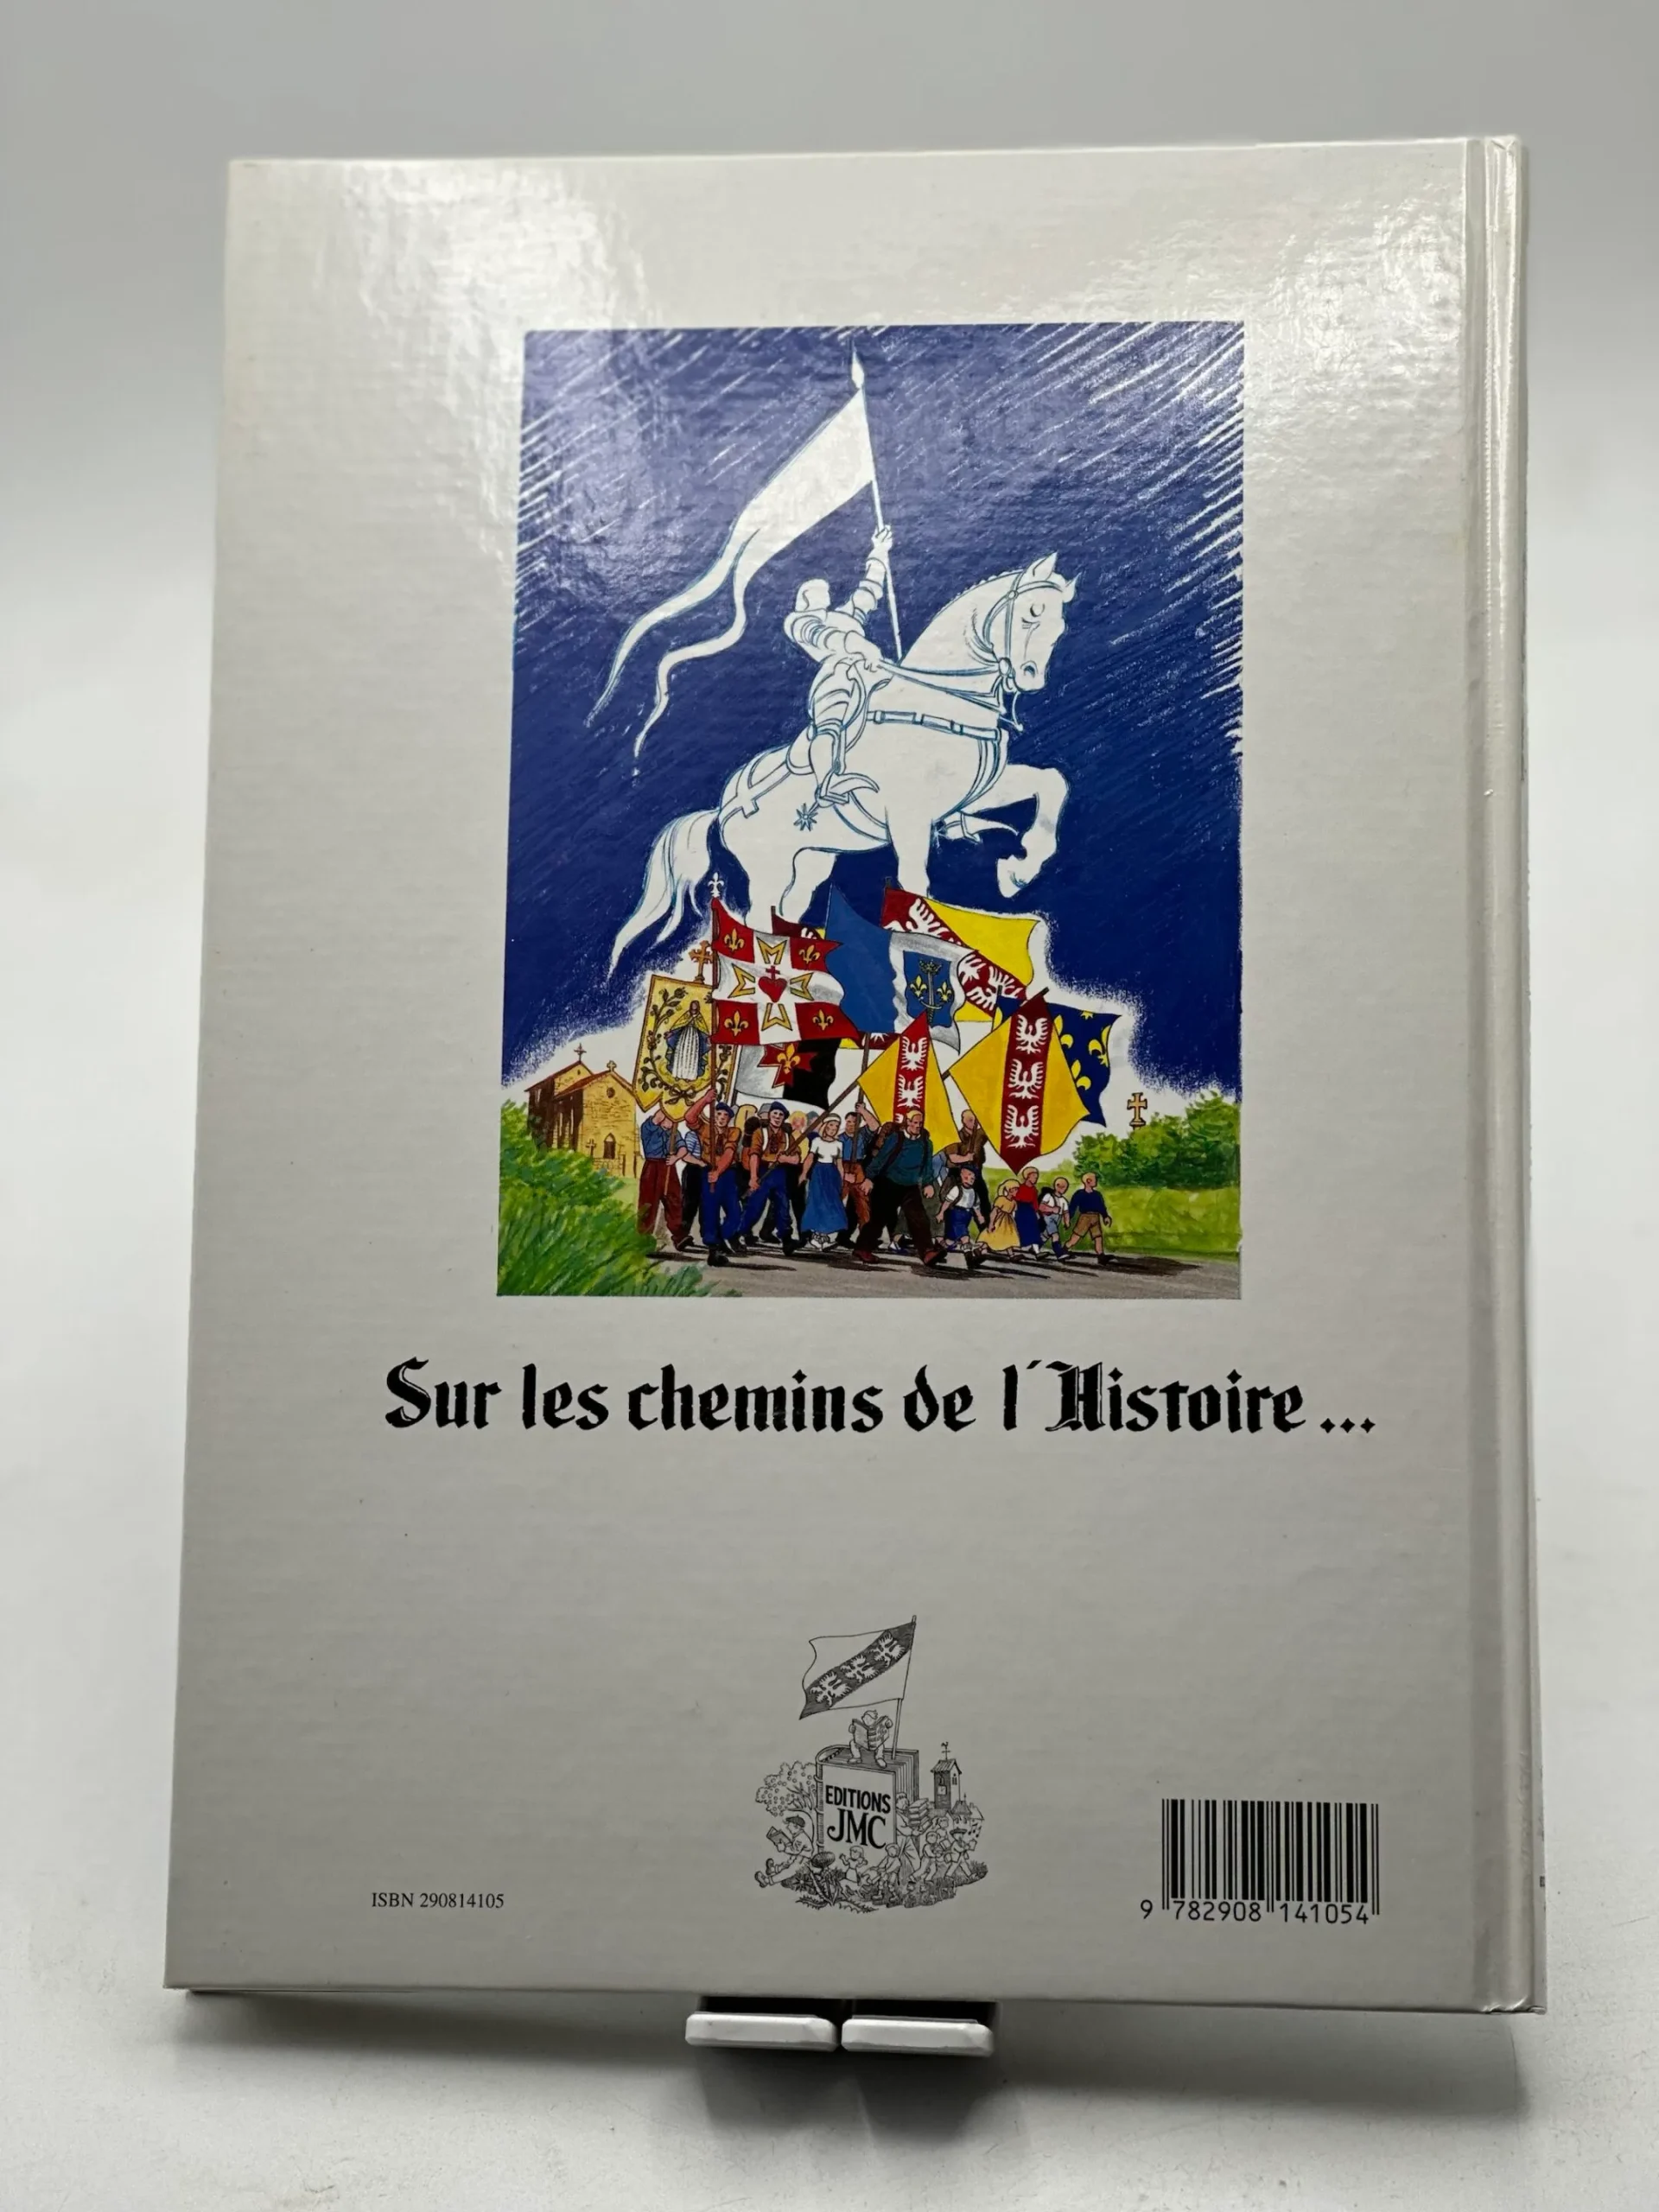 Sur les chemins de l'Histoire...
EDITIONS
JMC
ISBN 290814105
9 782908 141054